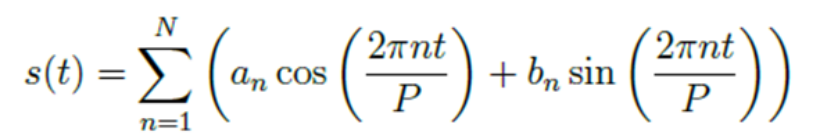 s(t) = \sum_{n=1}^{N} \left( a_n \cos \left( \frac{2\pi nt}{P} \right) + b_n \sin \left( \frac{2\pi nt}{P} \right) \right)